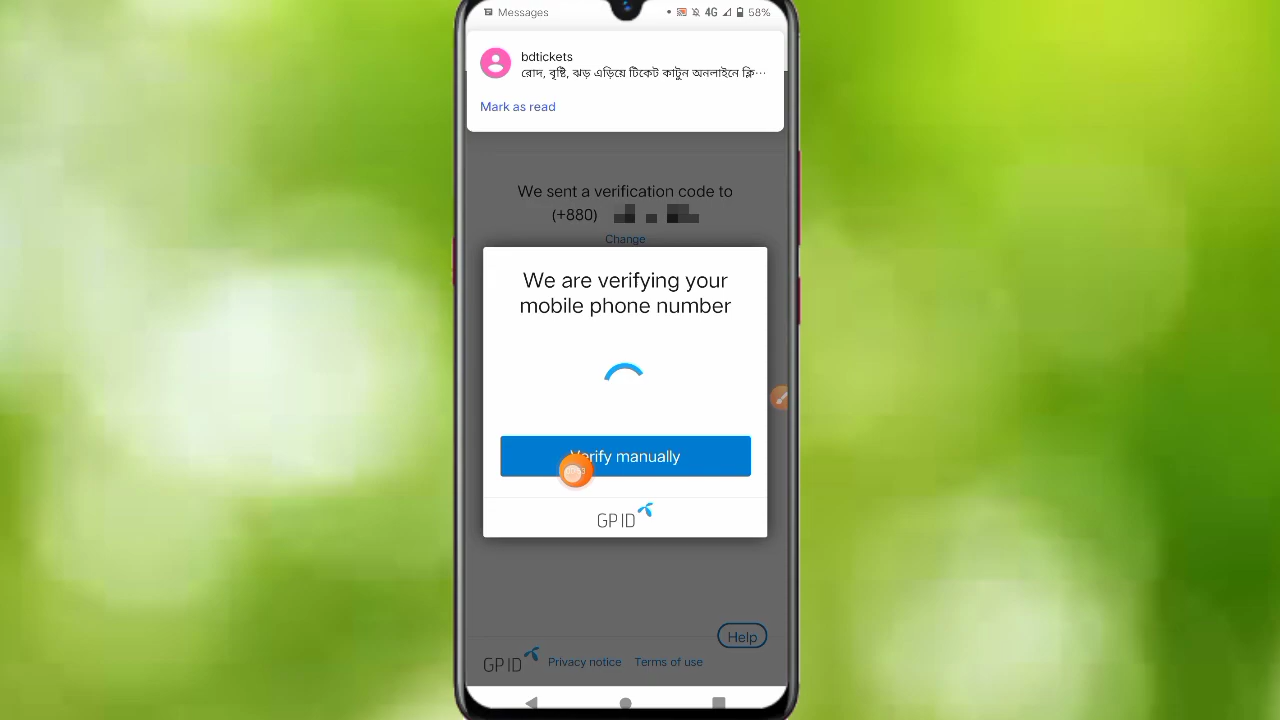 Messages 4G 58%
bdtickets
রোদ, বৃষ্টি, ঝড় এড়িয়ে টিকেট কাটুন অনলাইনে ক্লি···
Mark as read
We sent a verification code to
(+880)
Change
We are verifying your
mobile phone number
Verify manually
GP ID
Help
GP ID Privacy notice Terms of use